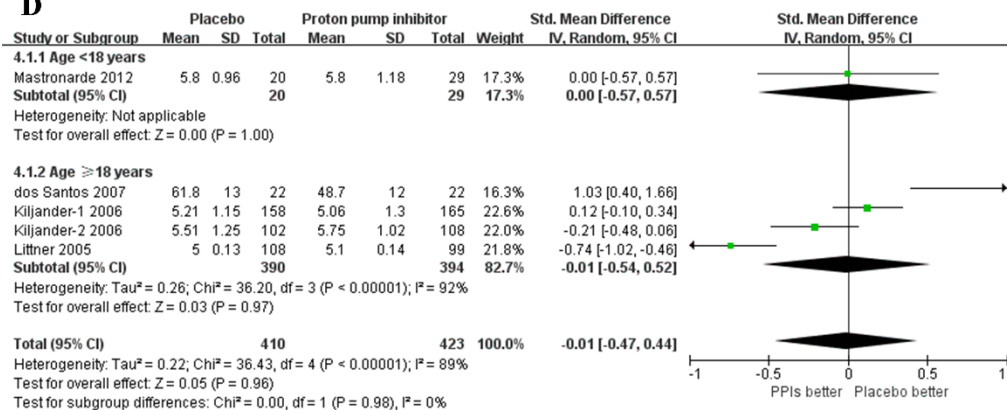 D
Placebo Proton pump inhibitor Std. Mean Difference Std. Mean Difference
Study or Subgroup Mean SD Total Mean SD Total Weight IV, Random, 95% CI IV, Random, 95% CI
4.1.1 Age <18 years
Mastronarde 2012 5.8 0.96 20 5.8 1.18 29 17.3% 0.00 [-0.57, 0.57]
Subtotal (95% CI) 20 29 17.3% 0.00 [-0.57, 0.57]
Heterogeneity: Not applicable
Test for overall effect: Z = 0.00 (P = 1.00)
4.1.2 Age ⩾18 years
dos Santos 2007 61.8 13 22 48.7 12 22 16.3% 1.03 [0.40, 1.66]
Kiljander-1 2006 5.21 1.15 158 5.06 1.3 165 22.6% 0.12 [-0.10, 0.34]
Kiljander-2 2006 5.51 1.25 102 5.75 1.02 108 22.0% -0.21 [-0.48, 0.06]
Littner 2005 5 0.13 108 5.1 0.14 99 21.8% -0.74 [-1.02, -0.46]
Subtotal (95% CI) 390 394 82.7% -0.01 [-0.54, 0.52]
Heterogeneity: Tau² = 0.26; Chi² = 36.20, df = 3 (P < 0.00001); I² = 92%
Test for overall effect: Z = 0.03 (P = 0.97)
Total (95% CI) 410 423 100.0% -0.01 [-0.47, 0.44]
Heterogeneity: Tau² = 0.22; Chi² = 36.43, df = 4 (P < 0.00001); I² = 89%
Test for overall effect: Z = 0.05 (P = 0.96)
Test for subgroup differences: Chi² = 0.00, df = 1 (P = 0.98), I² = 0%
-1 -0.5 0 0.5 1
PPIs better Placebo better